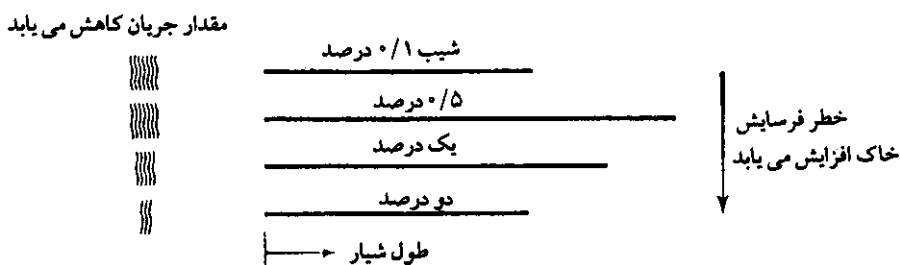 مقدار جریان کاهش می یابد
شیب ۰/۱ درصد
۰/۵ درصد
یک درصد
دو درصد
طول شیار
خطر فرسایش
خاک افزایش می یابد